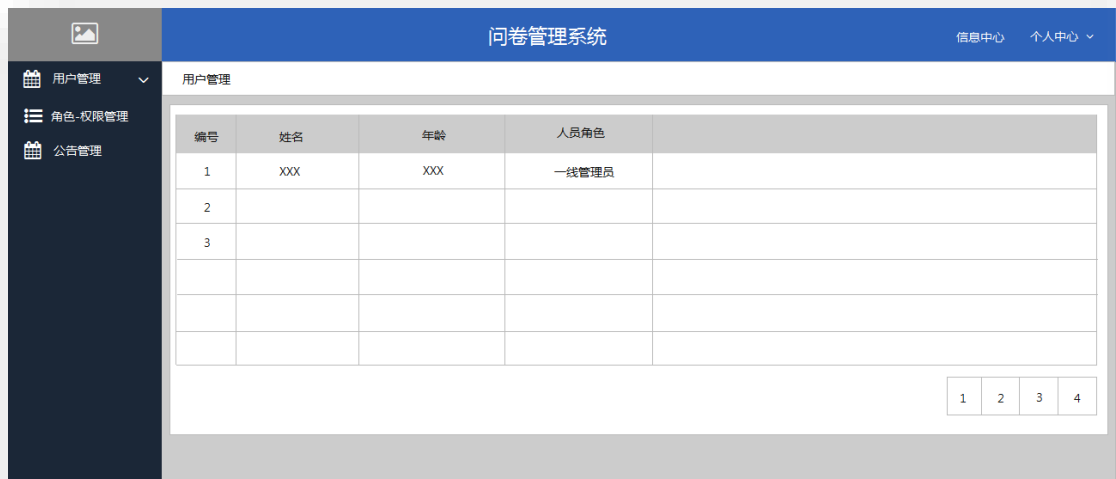 问卷管理系统
信息中心 个人中心
用户管理
角色-权限管理
公告管理
用户管理
编号 姓名 年龄 人员角色
1 XXX XXX 一线管理员
2
3
1 2 3 4